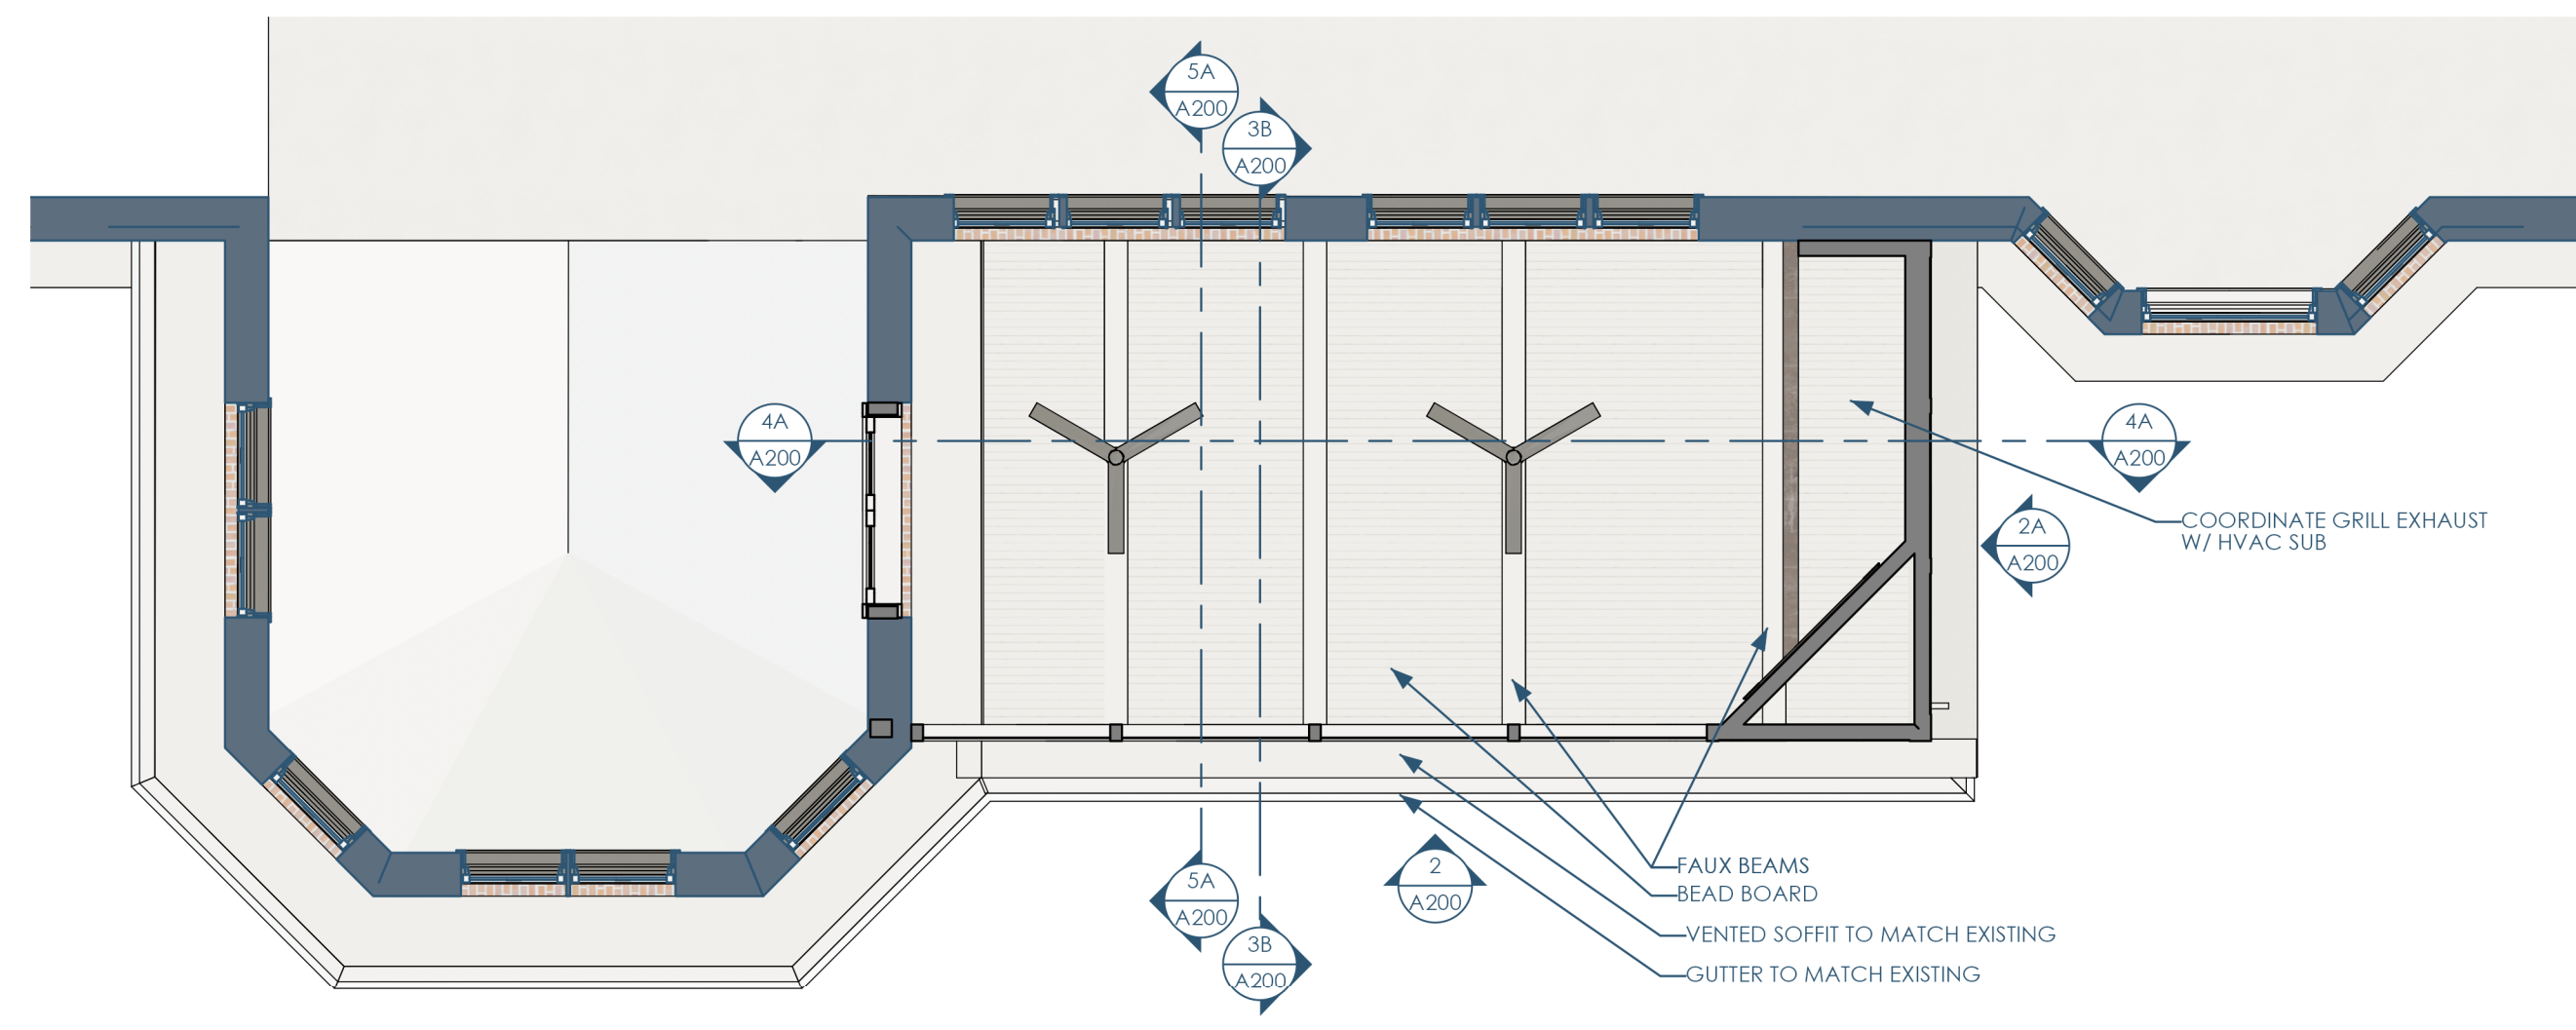 5A
A200
3B
A200
4A
A200
4A
A200
COORDINATE GRILL EXHAUST
W/ HVAC SUB
2A
A200
5A
A200
2
A200
FAUX BEAMS
BEAD BOARD
VENTED SOFFIT TO MATCH EXISTING
GUTTER TO MATCH EXISTING
3B
A200